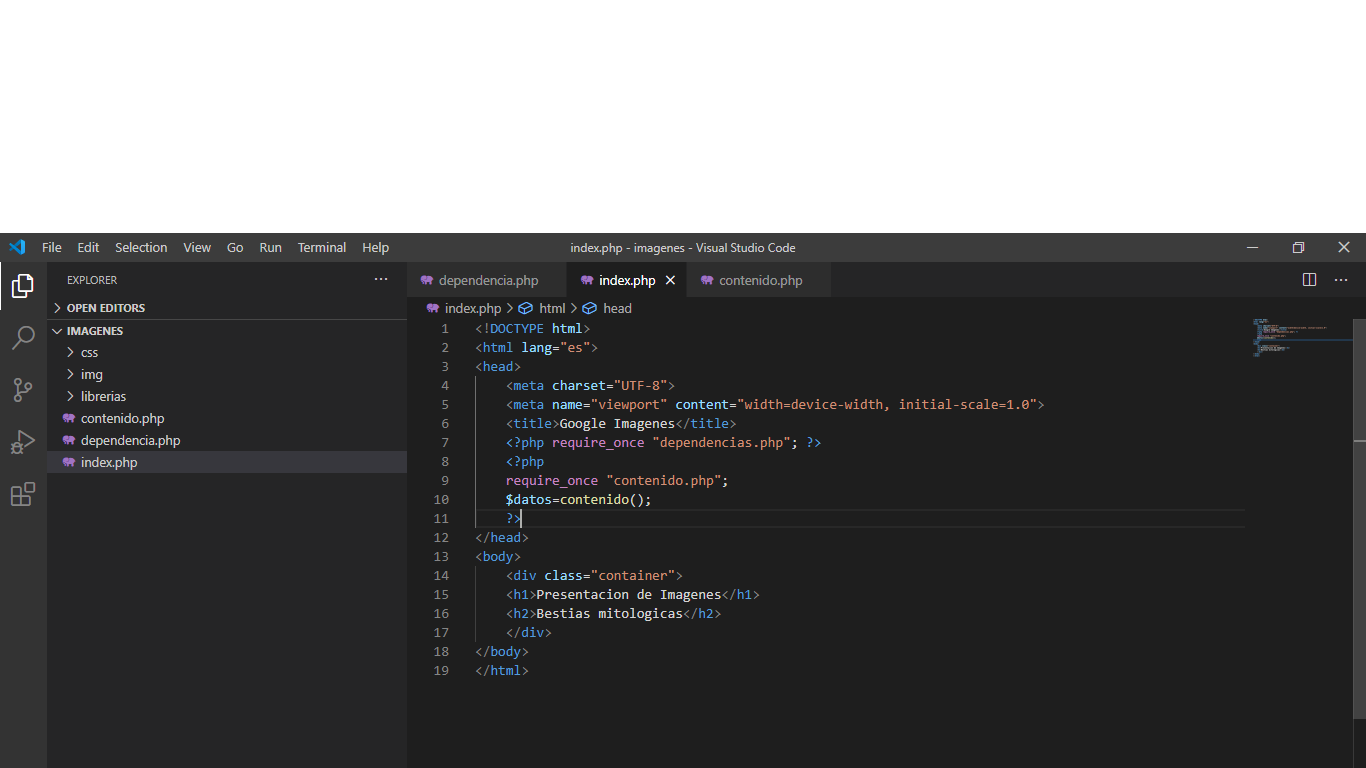 File Edit Selection View Go Run Terminal Help index.php - imagenes - Visual Studio Code
EXPLORER
OPEN EDITORS
IMAGENES
css
img
librerias
contenido.php
dependencia.php
index.php
dependencia.php index.php contenido.php
index.php > html > head
1 <!DOCTYPE html>
2 <html lang="es">
3 <head>
4 <meta charset="UTF-8">
5 <meta name="viewport" content="width=device-width, initial-scale=1.0">
6 <title>Google Imagenes</title>
7 <?php require_once "dependencias.php"; ?>
8 <?php
9 require_once "contenido.php";
10 $datos=contenido();
11 ?>
12 </head>
13 <body>
14 <div class="container">
15 <h1>Presentacion de Imagenes</h1>
16 <h2>Bestias mitologicas</h2>
17 </div>
18 </body>
19 </html>